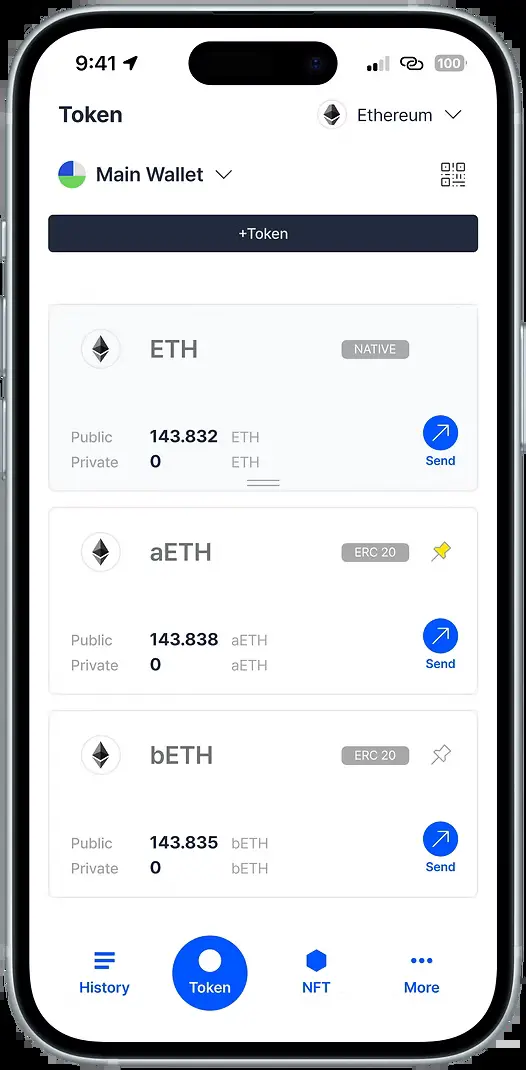 9:41 100
Token Ethereum
Main Wallet
+Token
ETH NATIVE
Public 143.832 ETH
Private 0 ETH
Send
aETH ERC 20
Public 143.838 aETH
Private 0 aETH
Send
bETH ERC 20
Public 143.835 bETH
Private 0 bETH
Send
History Token NFT More